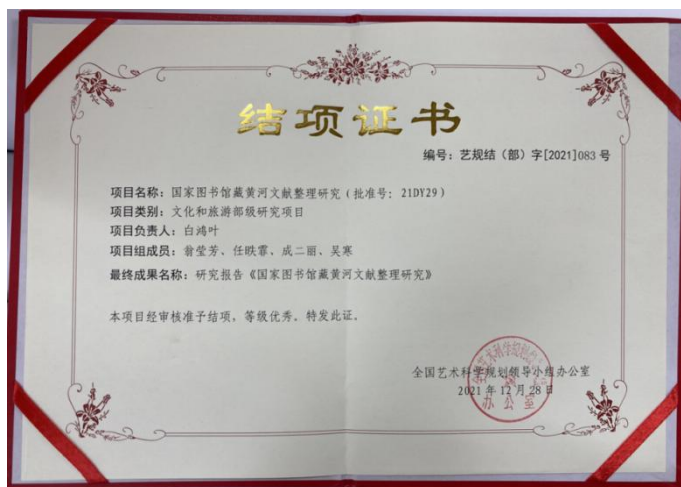 结项证书
编号：艺规结（部）字[2021]083 号
项目名称：国家图书馆藏黄河文献整理研究（批准号：21DY29）
项目类别：文化和旅游部级研究项目
项目负责人：白鸿叶
项目组成员：翁莹芳、任昳霏、成二丽、吴寒
最终成果名称：研究报告《国家图书馆藏黄河文献整理研究》
本项目经审核准予结项，等级优秀。特发此证。
全国艺术科学规划领导小组办公室
2021 年 12 月 28 日
办公室